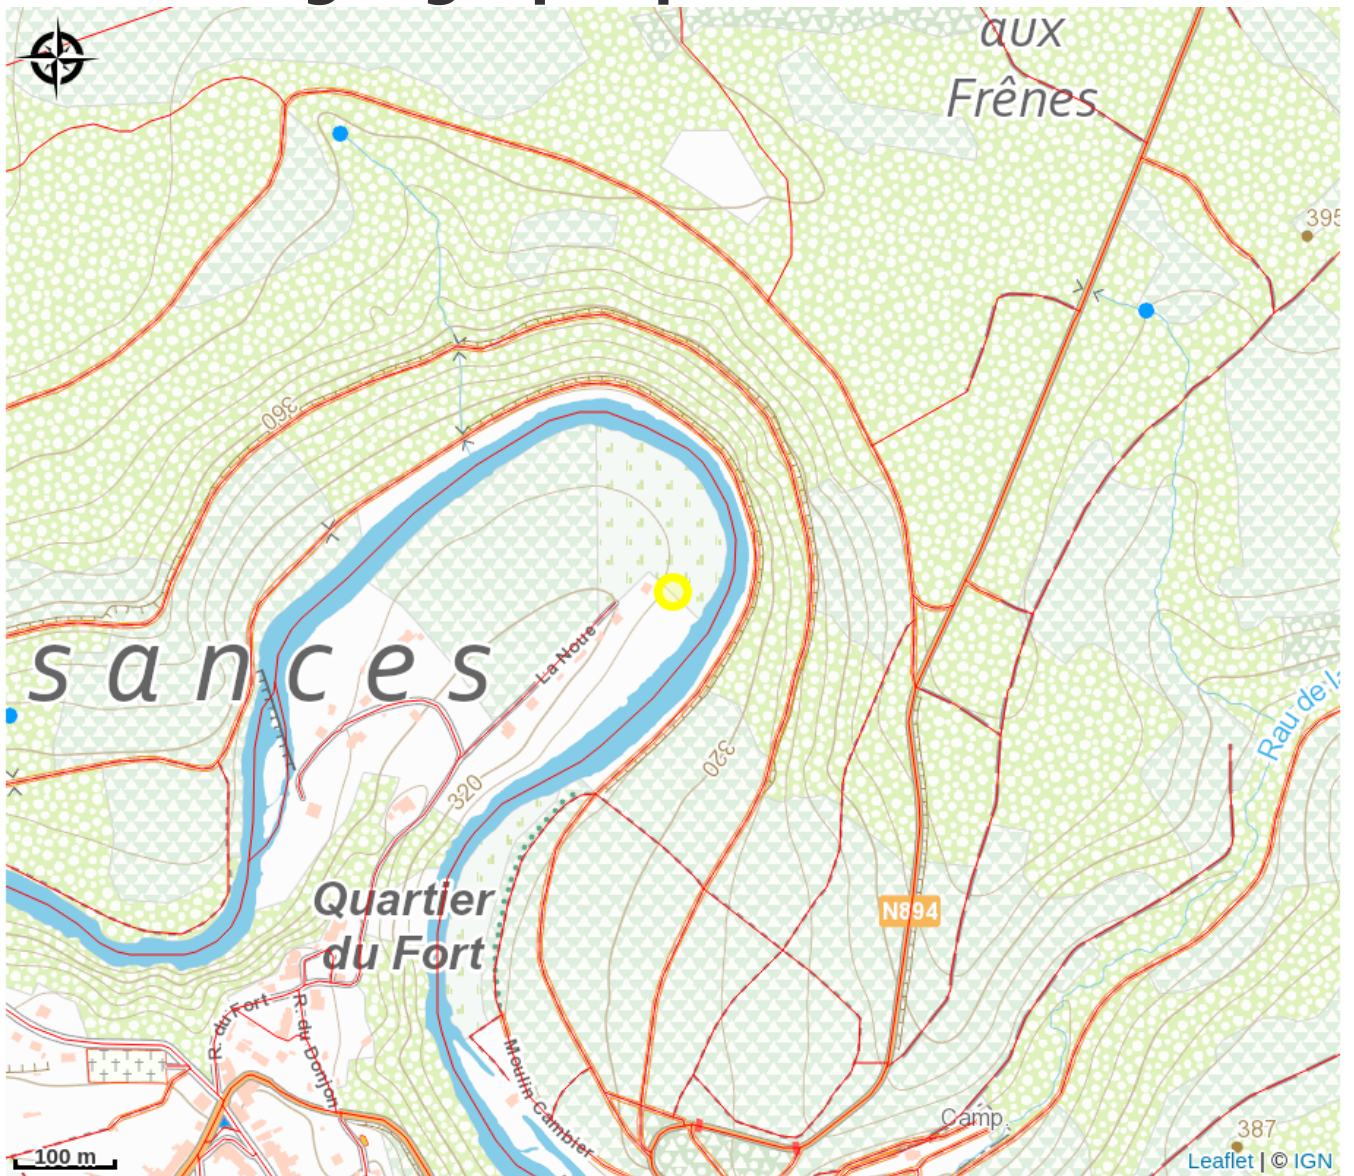 aux
Frênes
395
360
sances
La Noue
320
320
Rau de la
Quartier
du Fort
N894
R. du Fort
R. du Donjon
Moulin Cambier
Camp.
387
100 m
Leaflet | © IGN